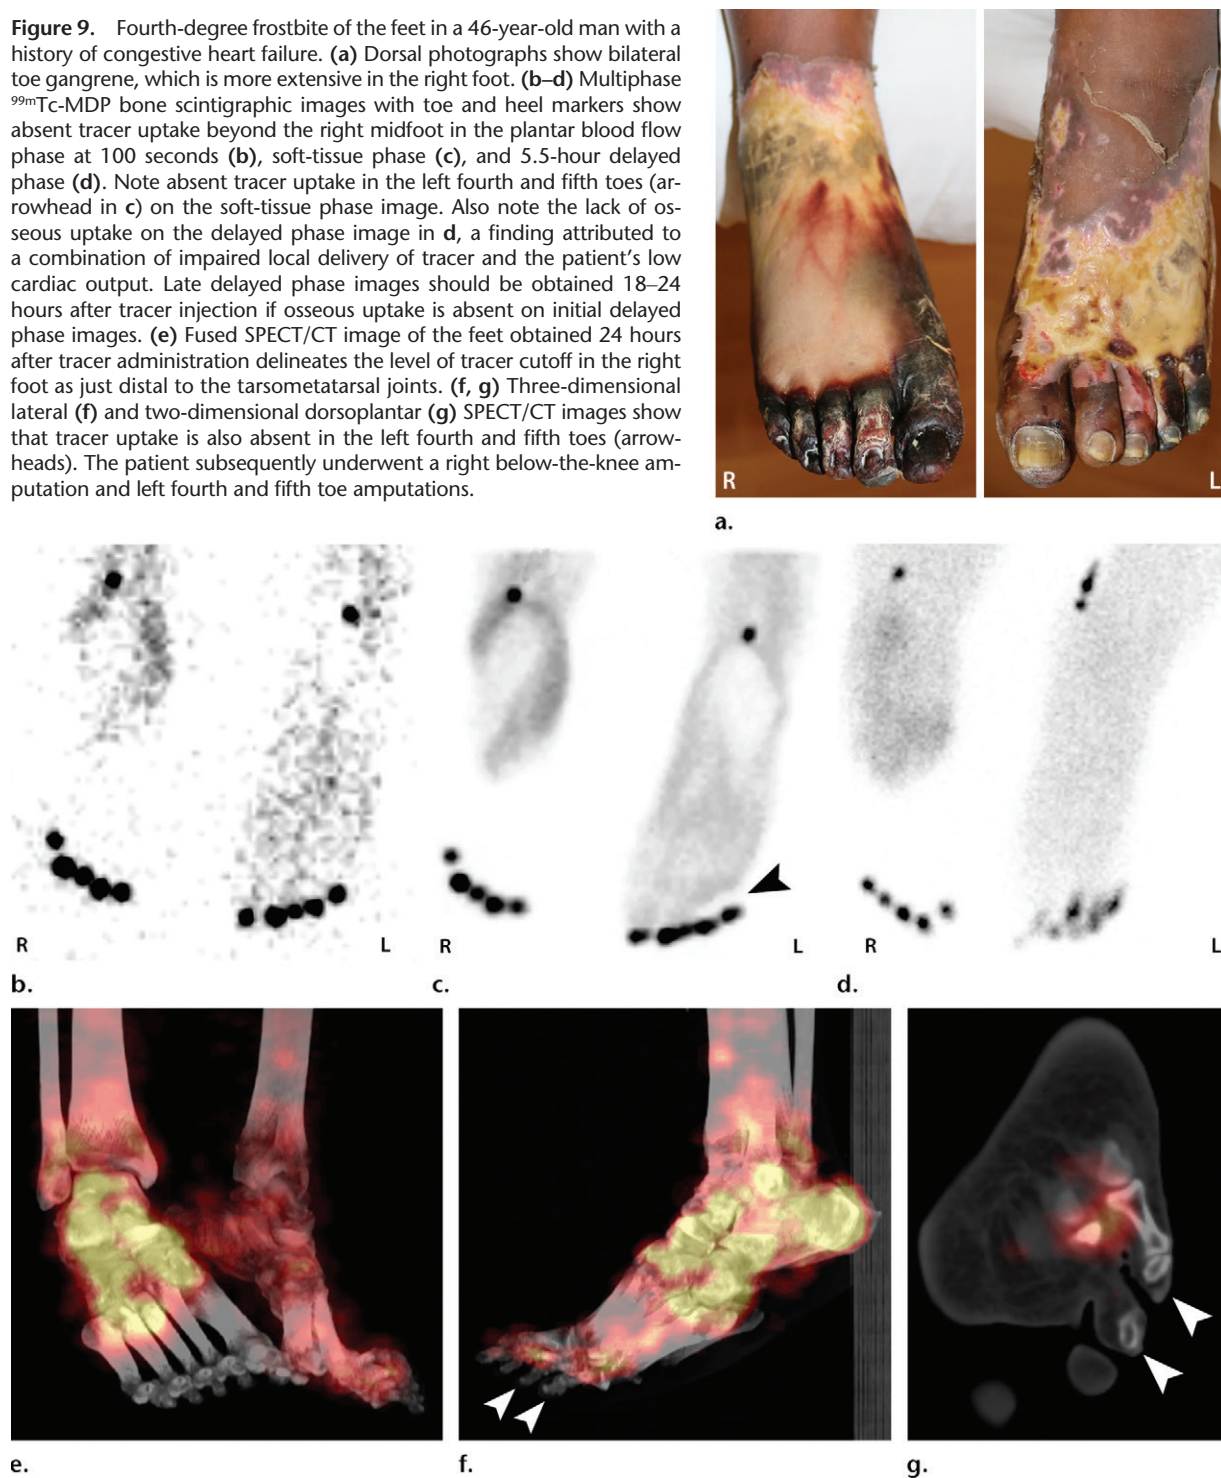 Figure 9. Fourth-degree frostbite of the feet in a 46-year-old man with a
history of congestive heart failure. (a) Dorsal photographs show bilateral
toe gangrene, which is more extensive in the right foot. (b–d) Multiphase
99mTc-MDP bone scintigraphic images with toe and heel markers show
absent tracer uptake beyond the right midfoot in the plantar blood flow
phase at 100 seconds (b), soft-tissue phase (c), and 5.5-hour delayed
phase (d). Note absent tracer uptake in the left fourth and fifth toes (ar-
rowhead in c) on the soft-tissue phase image. Also note the lack of os-
seous uptake on the delayed phase image in d, a finding attributed to
a combination of impaired local delivery of tracer and the patient's low
cardiac output. Late delayed phase images should be obtained 18–24
hours after tracer injection if osseous uptake is absent on initial delayed
phase images. (e) Fused SPECT/CT image of the feet obtained 24 hours
after tracer administration delineates the level of tracer cutoff in the right
foot as just distal to the tarsometatarsal joints. (f, g) Three-dimensional
lateral (f) and two-dimensional dorsoplantar (g) SPECT/CT images show
that tracer uptake is also absent in the left fourth and fifth toes (arrow-
heads). The patient subsequently underwent a right below-the-knee am-
putation and left fourth and fifth toe amputations.
R L
a.
R L R L R L
b. c. d.
e. f. g.